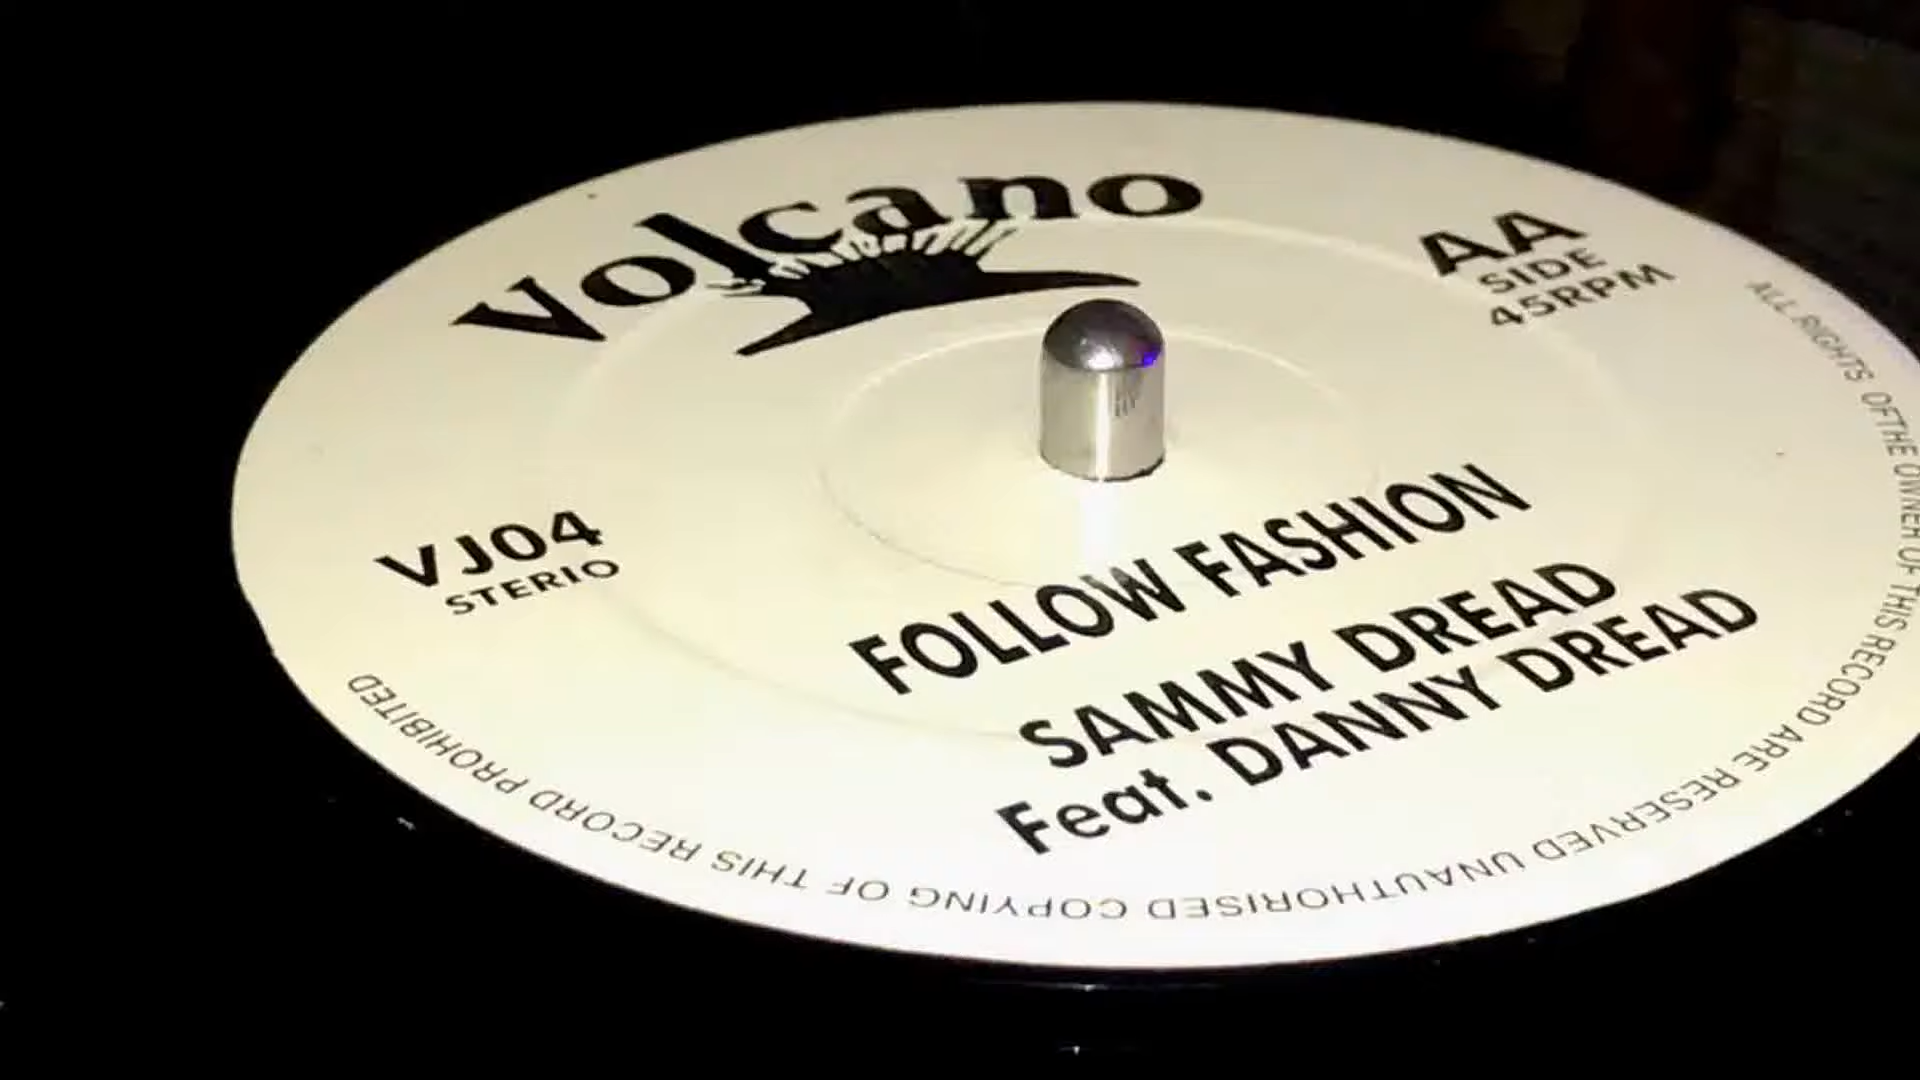 Volcano
AA
SIDE
45RPM
VJ04
STERIO
FOLLOW FASHION
SAMMY DREAD
Feat. DANNY DREAD
ALL RIGHTS OFTHE OWNER OF THIS RECORD ARE RESERVED UNAUTHORISED COPYING OF THIS RECORD PROHIBITED